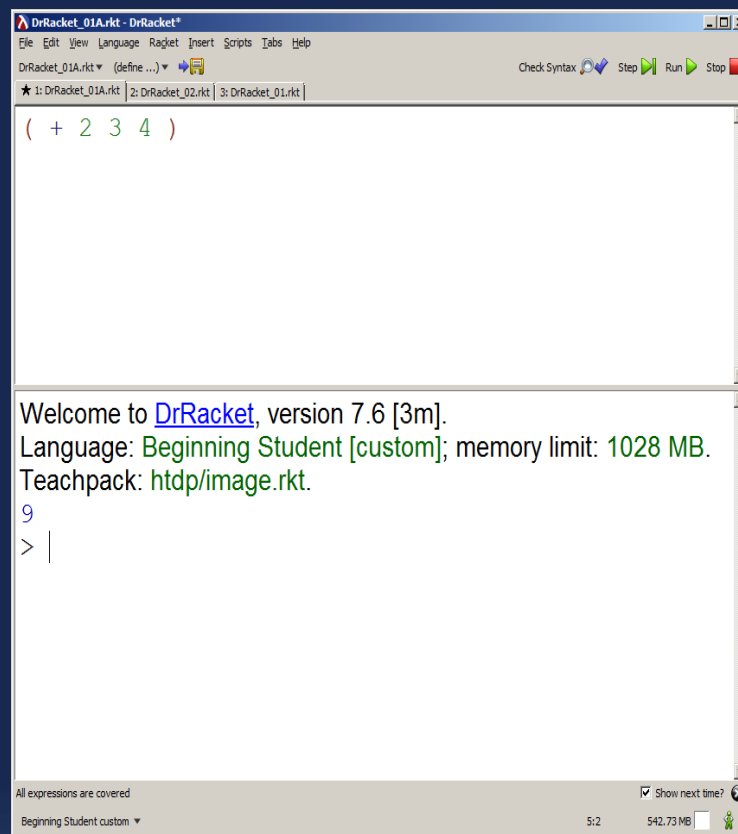 DrRacket_01A.rkt - DrRacket*
File Edit View Language Racket Insert Scripts Tabs Help
DrRacket_01A.rkt ▾ (define ...) ▾ Check Syntax Step Run Stop
★ 1: DrRacket_01A.rkt 2: DrRacket_02.rkt 3: DrRacket_01.rkt
( + 2 3 4 )
Welcome to DrRacket, version 7.6 [3m].
Language: Beginning Student [custom]; memory limit: 1028 MB.
Teachpack: htdp/image.rkt.
9
>
All expressions are covered Show next time?
Beginning Student custom ▾ 5:2 542.73 MB